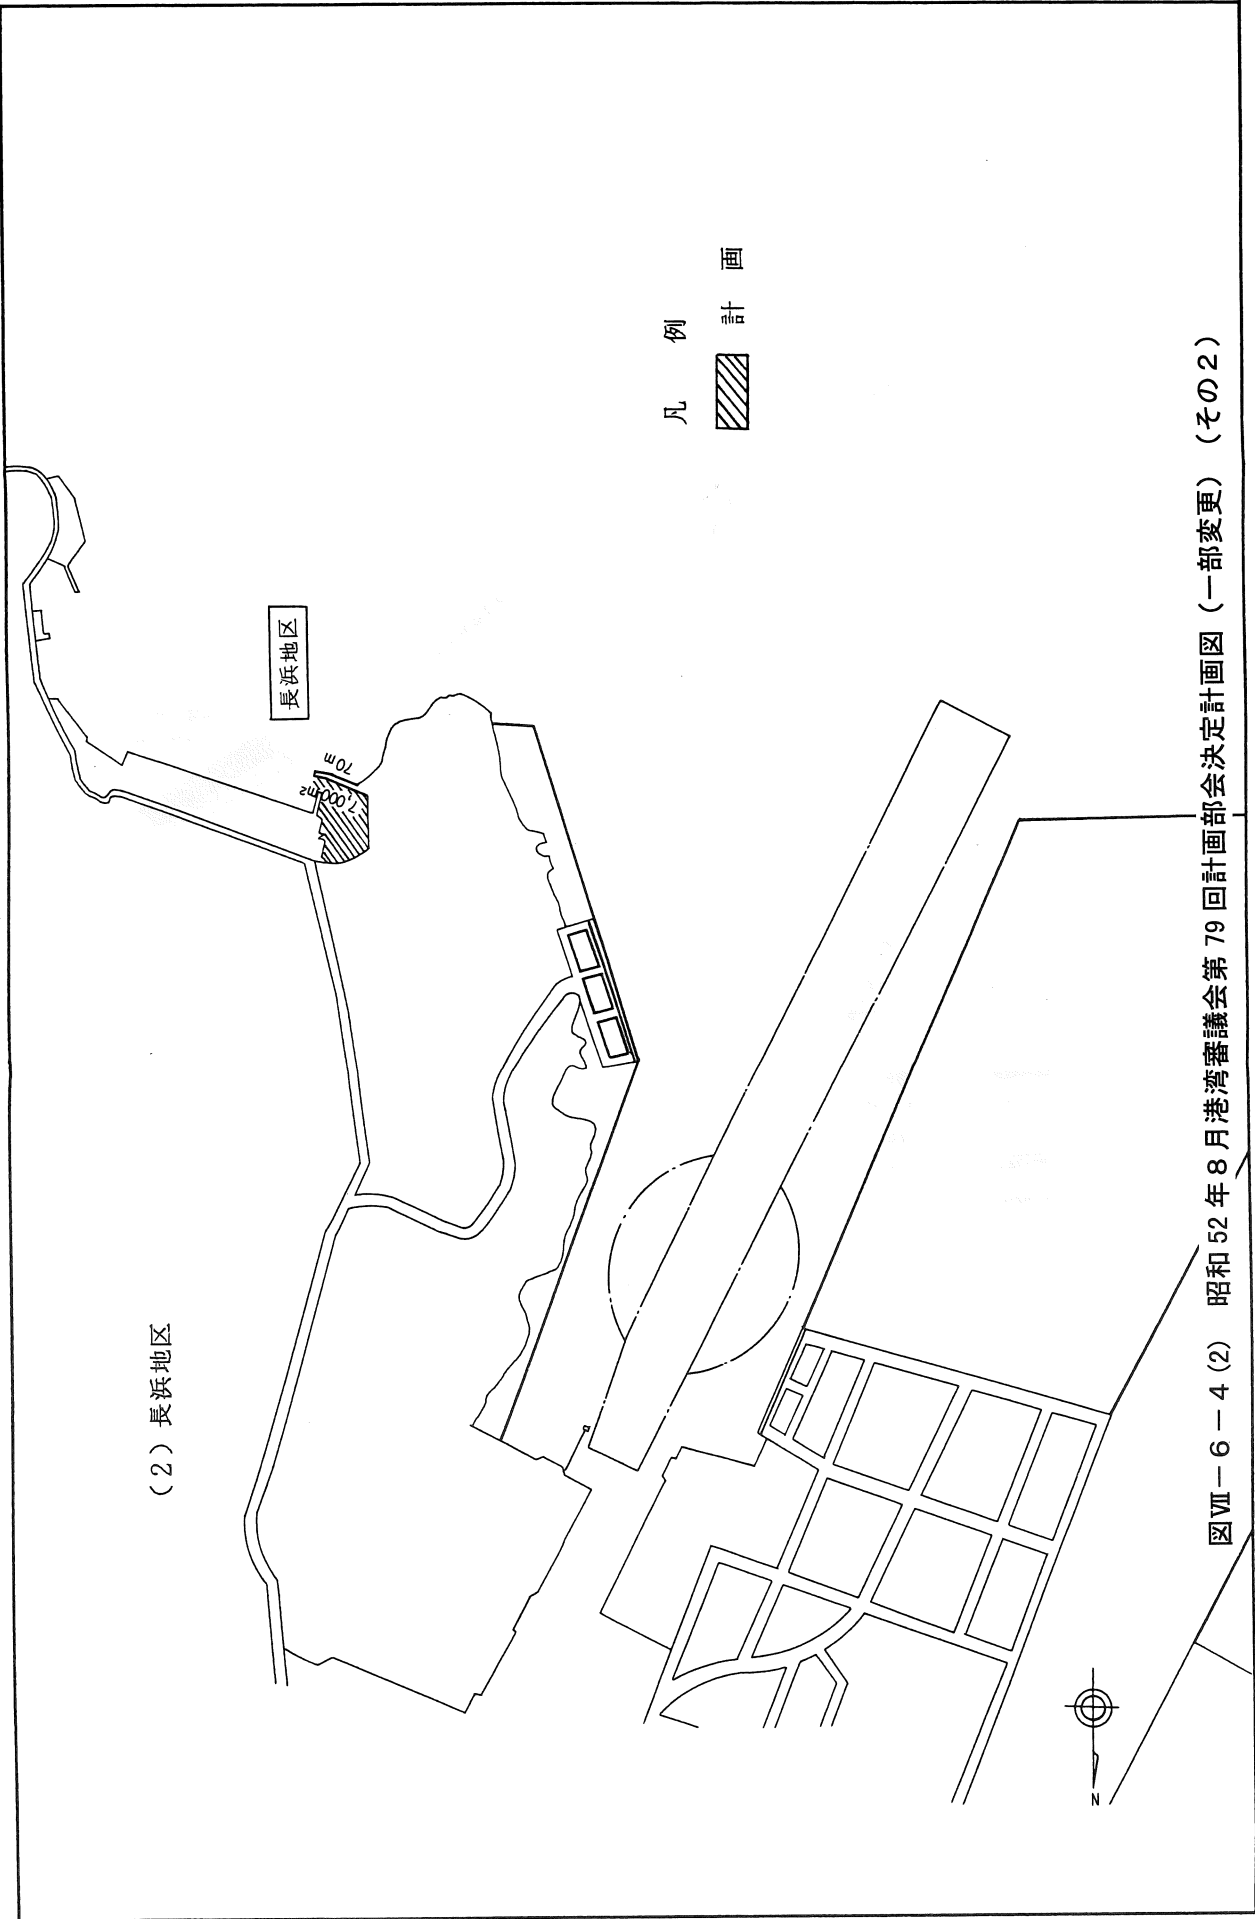 (2)長浜地区
長浜地区
70m
7,000m²
凡 例
計 画
N
図Ⅶ－6－4(2) 昭和52年8月港湾審議会第79回計画部会決定計画図(一部変更)(その2)